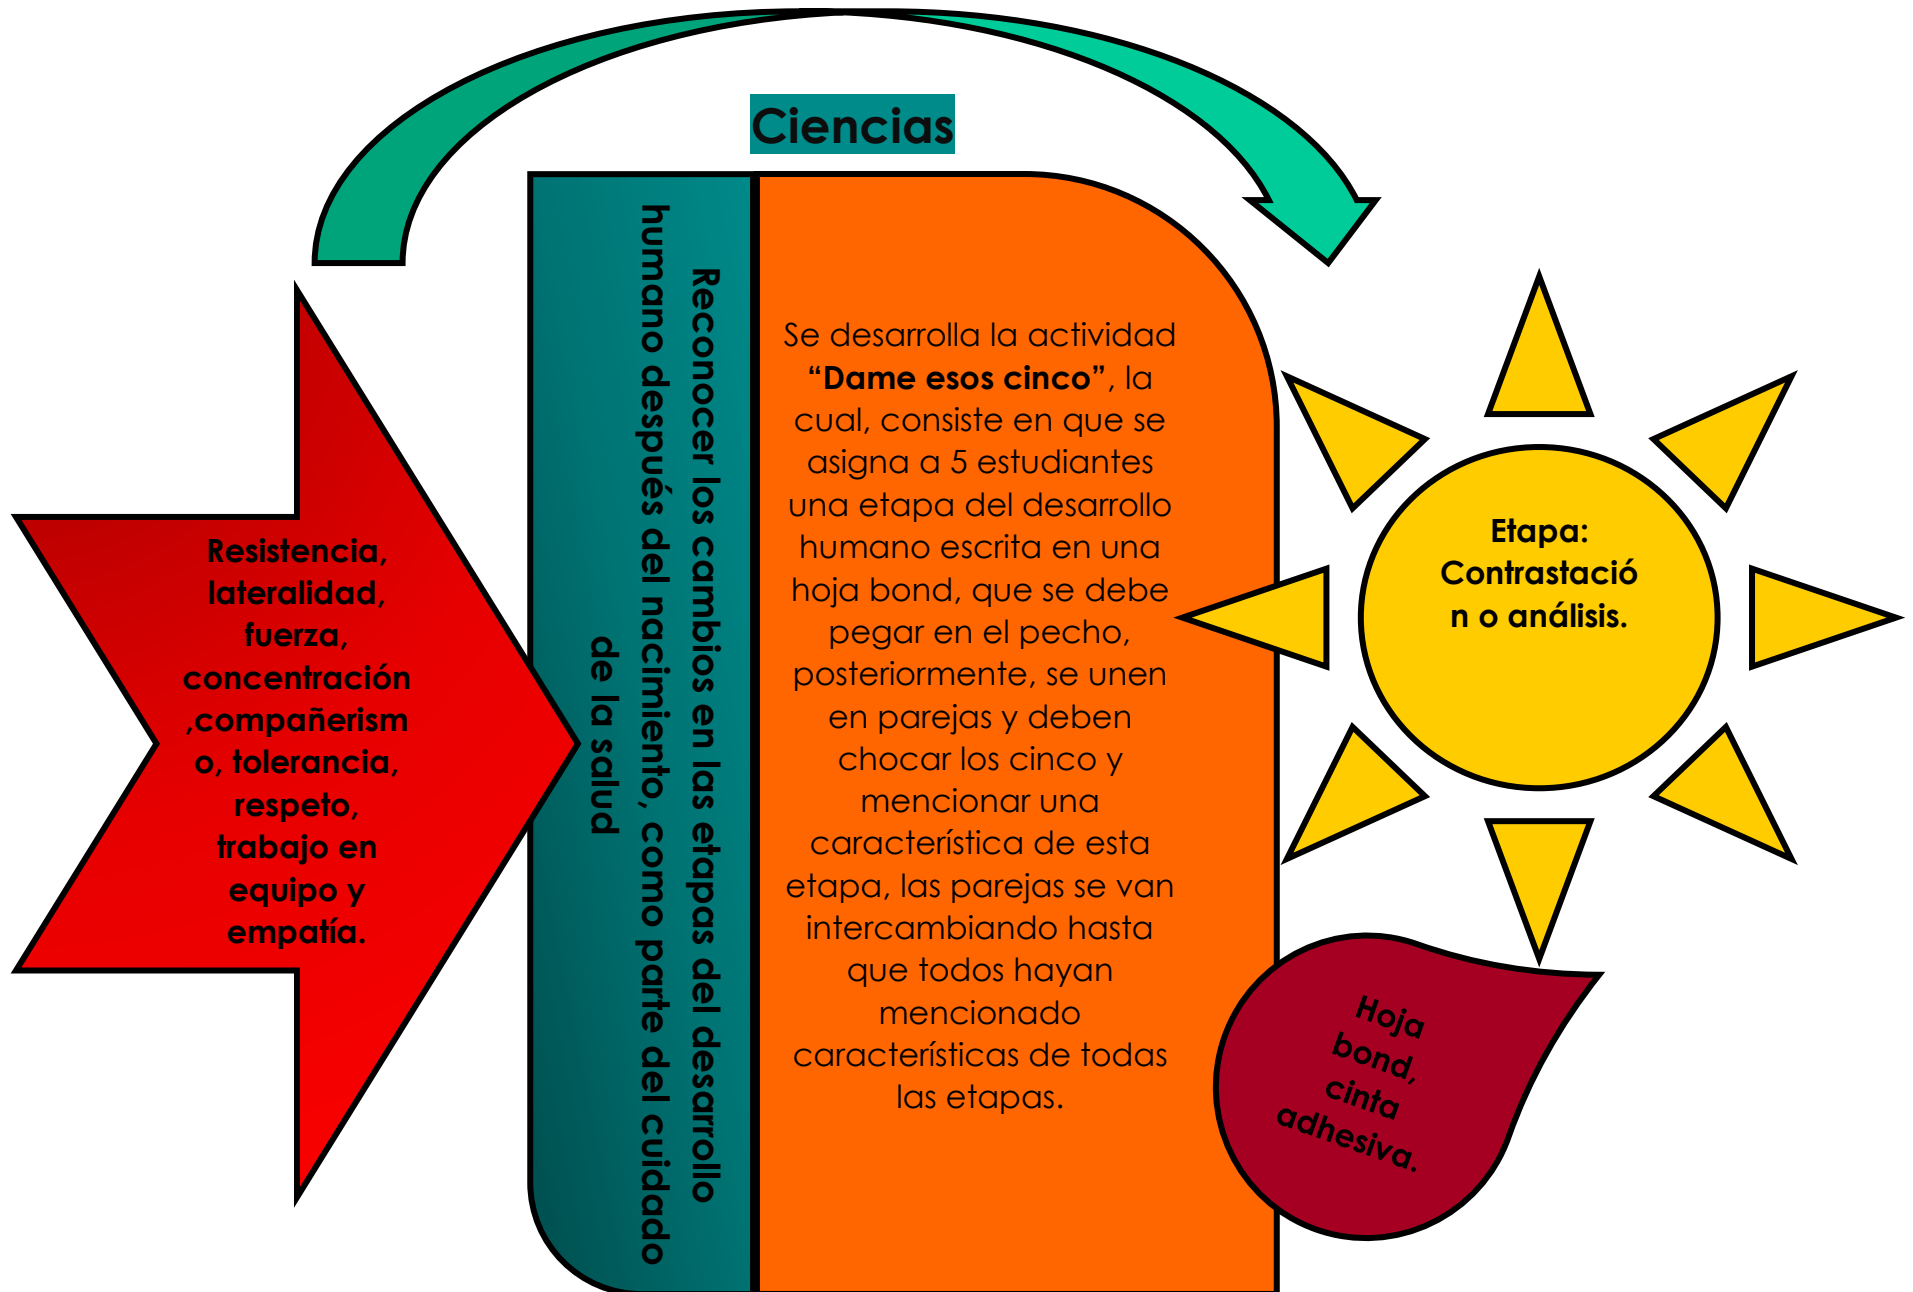 Ciencias
Resistencia,
lateralidad,
fuerza,
concentración
,compañerism
o, tolerancia,
respeto,
trabajo en
equipo y
empatía.
Reconocer los cambios en las etapas del desarrollo
humano después del nacimiento, como parte del cuidado
de la salud
Se desarrolla la actividad
“Dame esos cinco”, la
cual, consiste en que se
asigna a 5 estudiantes
una etapa del desarrollo
humano escrita en una
hoja bond, que se debe
pegar en el pecho,
posteriormente, se unen
en parejas y deben
chocar los cinco y
mencionar una
característica de esta
etapa, las parejas se van
intercambiando hasta
que todos hayan
mencionado
características de todas
las etapas.
Etapa:
Contrastació
n o análisis.
Hoja
bond,
cinta
adhesiva.